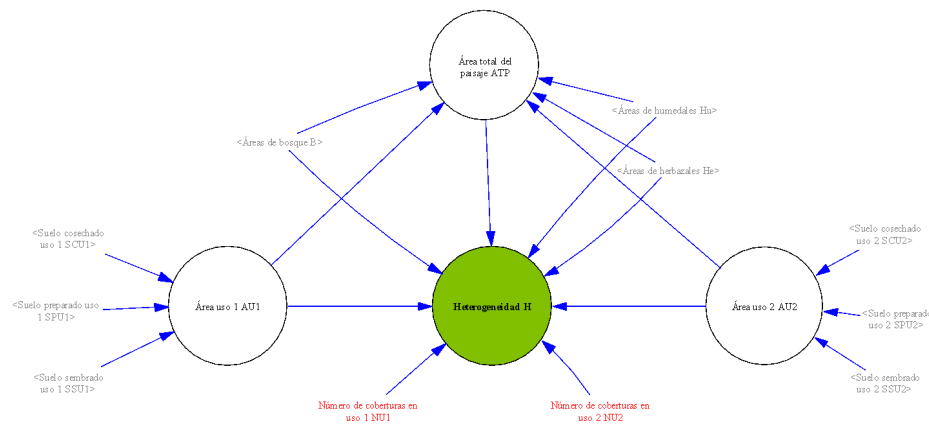 Área total del
paisaje ATP
<Áreas de humedales Hu>
<Áreas de bosque B>
<Áreas de herbazales He>
<Suelo cosechado
uso 1 SCU1>
<Suelo preparado uso
1 SPU1>
<Suelo sembrado
uso 1 SSU1>
Área uso 1 AU1
Heterogeneidad H
Área uso 2 AU2
<Suelo cosechado
uso 2 SCU2>
<Suelo preparado
uso 2 SPU2>
<Suelo sembrado
uso 2 SSU2>
Número de coberturas en
uso 1 NU1
Número de coberturas en
uso 2 NU2